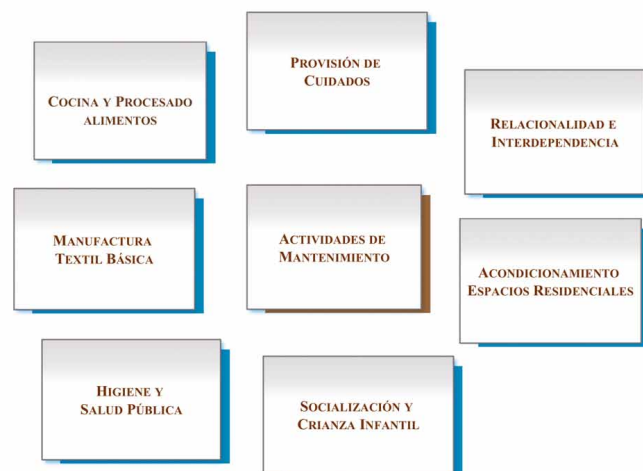 PROVISIÓN DE
CUIDADOS
COCINA Y PROCESADO
ALIMENTOS
RELACIONALIDAD E
INTERDEPENDENCIA
MANUFACTURA
TEXTIL BÁSICA
ACTIVIDADES DE
MANTENIMIENTO
ACONDICIONAMIENTO
ESPACIOS RESIDENCIALES
HIGIENE Y
SALUD PÚBLICA
SOCIALIZACIÓN Y
CRIANZA INFANTIL